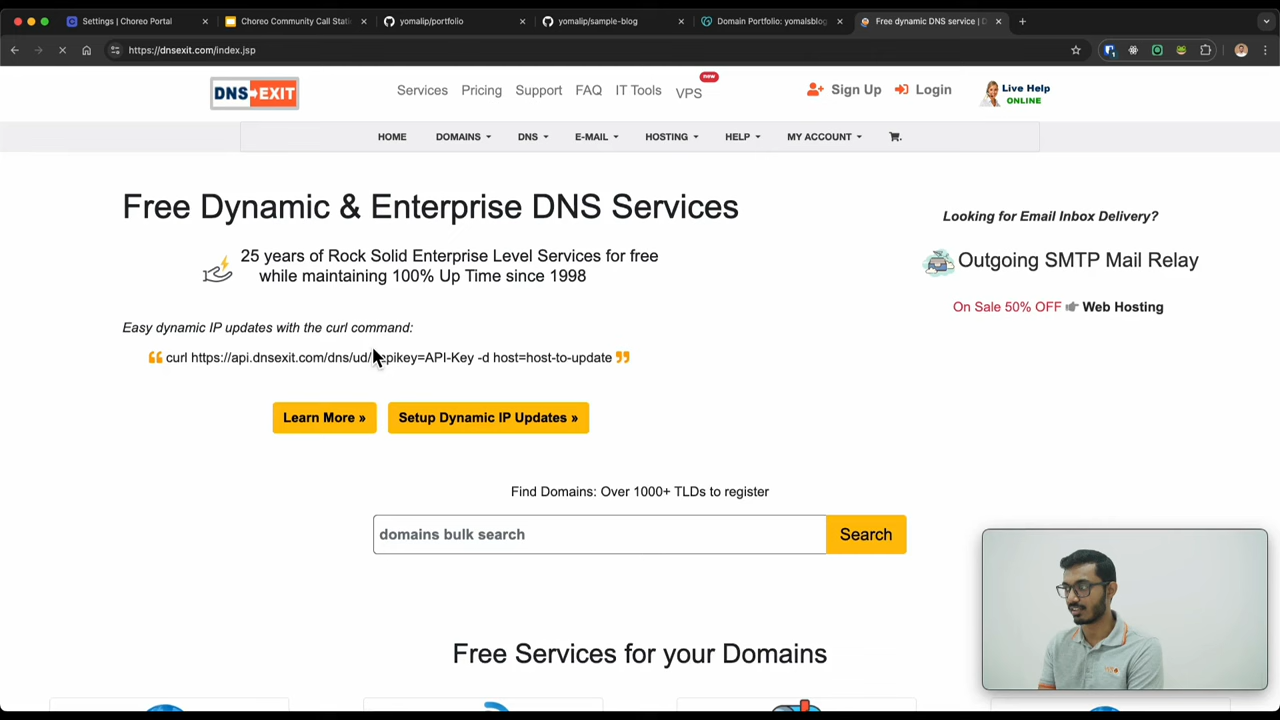 Settings | Choreo Portal
Choreo Community Call Stati
yomalip/portfolio
yomalip/sample-blog
Domain Portfolio: yomalsblog
Free dynamic DNS service | D
https://dnsexit.com/index.jsp
DNS EXIT
Services
Pricing
Support
FAQ
IT Tools
VPS
new
Sign Up
Login
Live Help
ONLINE
HOME
DOMAINS
DNS
E-MAIL
HOSTING
HELP
MY ACCOUNT
Free Dynamic & Enterprise DNS Services
25 years of Rock Solid Enterprise Level Services for free
while maintaining 100% Up Time since 1998
Easy dynamic IP updates with the curl command:
curl https://api.dnsexit.com/dns/ud/ pikey=API-Key -d host=host-to-update
Learn More »
Setup Dynamic IP Updates »
Looking for Email Inbox Delivery?
Outgoing SMTP Mail Relay
On Sale 50% OFF Web Hosting
Find Domains: Over 1000+ TLDs to register
domains bulk search
Search
Free Services for your Domains